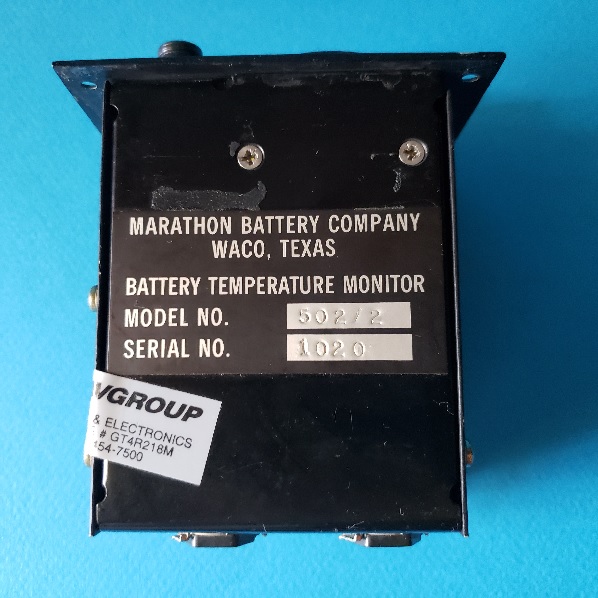 MARATHON BATTERY COMPANY
WACO, TEXAS
BATTERY TEMPERATURE MONITOR
MODEL NO. 502/2
SERIAL NO. 1020
WGROUP
& ELECTRONICS
# GT4R218M
454-7500